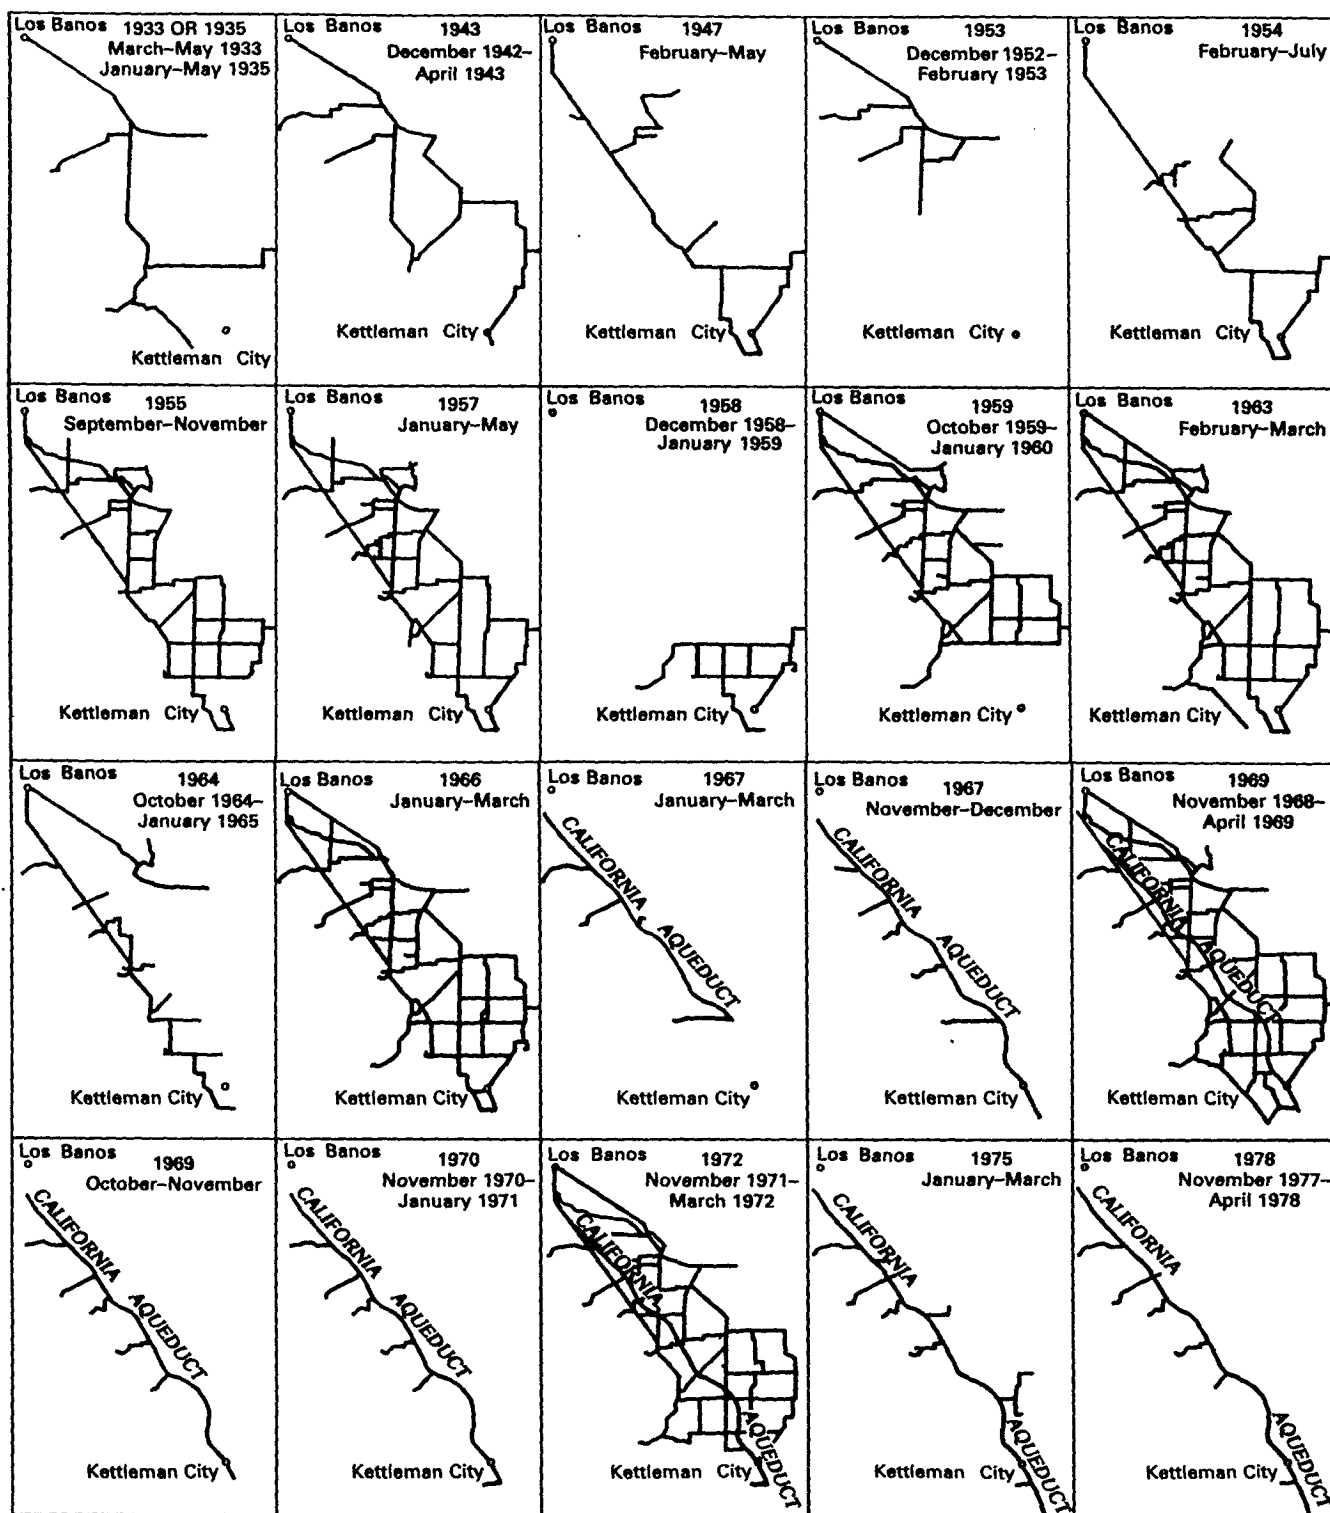 Los Banos 1933 OR 1935
March–May 1933
January–May 1935
Kettleman City
Los Banos 1943
December 1942–
April 1943
Kettleman City
Los Banos 1947
February–May
Kettleman City
Los Banos 1953
December 1952–
February 1953
Kettleman City
Los Banos 1954
February–July
Kettleman City
Los Banos 1955
September–November
Kettleman City
Los Banos 1957
January–May
Kettleman City
Los Banos 1958
December 1958–
January 1959
Kettleman City
Los Banos 1959
October 1959–
January 1960
Kettleman City
Los Banos 1963
February–March
Kettleman City
Los Banos 1964
October 1964–
January 1965
Kettleman City
Los Banos 1966
January–March
Kettleman City
Los Banos 1967
January–March
CALIFORNIA AQUEDUCT
Kettleman City
Los Banos 1967
November–December
CALIFORNIA AQUEDUCT
Kettleman City
Los Banos 1969
November 1968–
April 1969
CALIFORNIA AQUEDUCT
Kettleman City
Los Banos 1969
October–November
CALIFORNIA AQUEDUCT
Kettleman City
Los Banos 1970
November 1970–
January 1971
CALIFORNIA AQUEDUCT
Kettleman City
Los Banos 1972
November 1971–
March 1972
CALIFORNIA AQUEDUCT
Kettleman City
Los Banos 1975
January–March
CALIFORNIA AQUEDUCT
Kettleman City
Los Banos 1978
November 1977–
April 1978
CALIFORNIA AQUEDUCT
Kettleman City